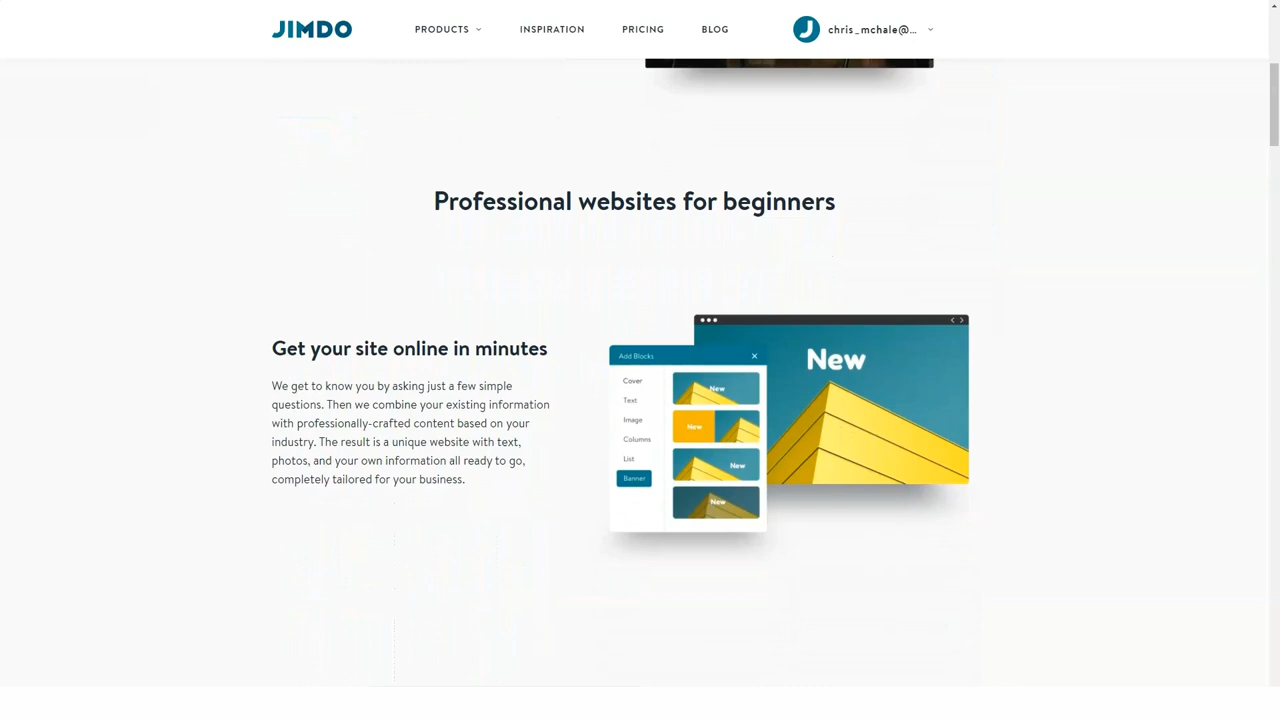 JIMDO
PRODUCTS
INSPIRATION
PRICING
BLOG
J chris_mchale@...
Professional websites for beginners
Get your site online in minutes
We get to know you by asking just a few simple
questions. Then we combine your existing information
with professionally-crafted content based on your
industry. The result is a unique website with text,
photos, and your own information all ready to go,
completely tailored for your business.
Add Blocks
Cover
Text
Image
Columns
List
Banner
New
New
New
New
New